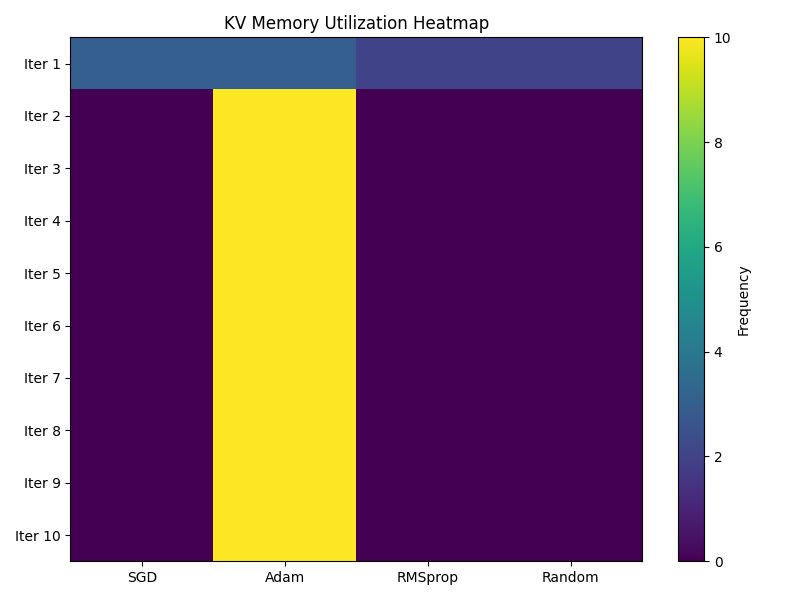 KV Memory Utilization Heatmap
Iter 1
Iter 2
Iter 3
Iter 4
Iter 5
Iter 6
Iter 7
Iter 8
Iter 9
Iter 10
SGD
Adam
RMSprop
Random
10
8
6
4
2
0
Frequency